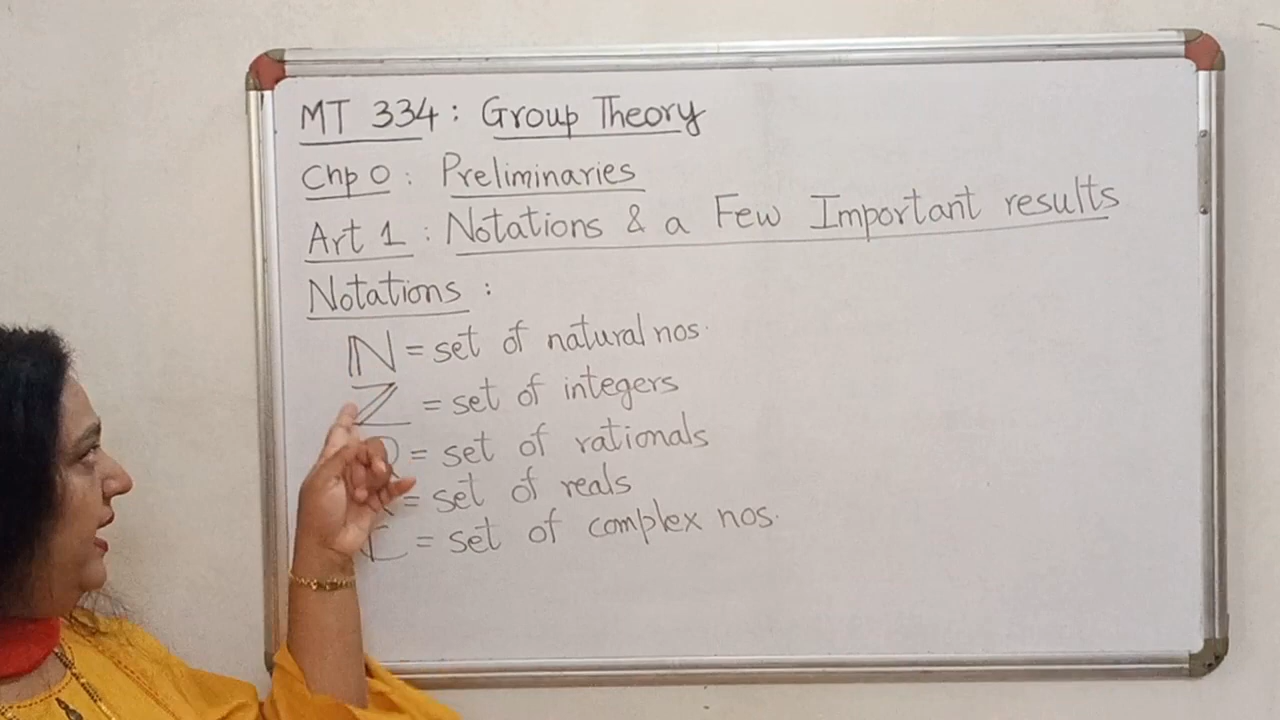 MT 334 : Group Theory
Chp 0 : Preliminaries
Art 1 : Notations & a Few Important results
Notations :
N = set of natural nos.
Z = set of integers
= set of rationals
= set of reals
C = set of complex nos.